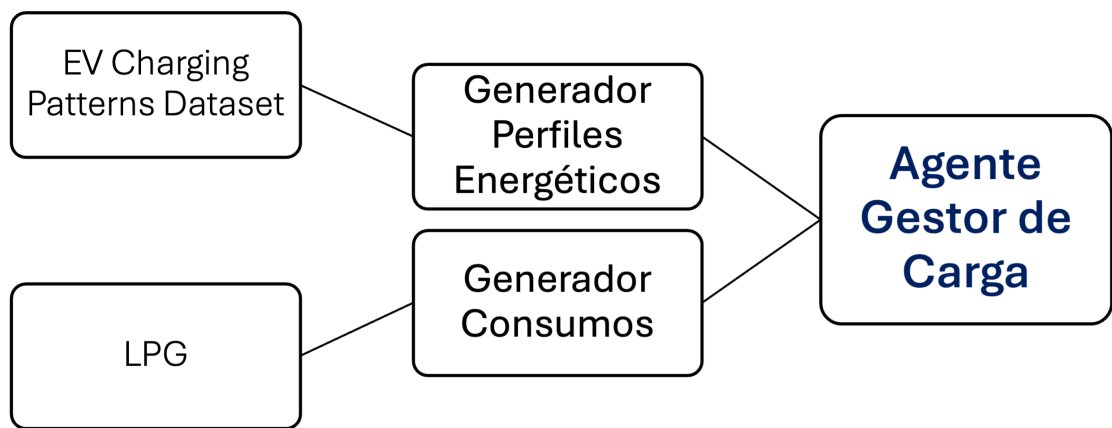 EV Charging
Patterns Dataset
Generador
Perfiles
Energéticos
Agente
Gestor de
Carga
Generador
Consumos
LPG